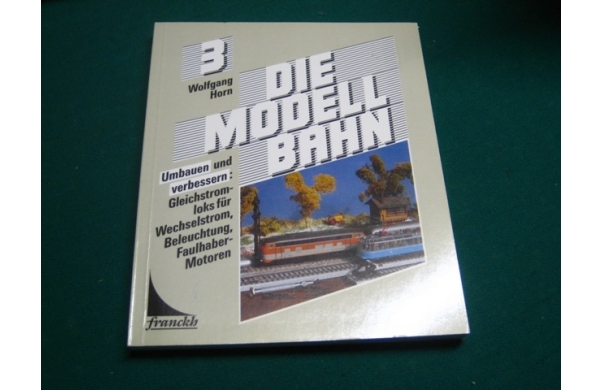 3
Wolfgang
Horn
DIE
MODELL
BAHN
Umbauen und
verbessern:
Gleichstrom-
loks für
Wechselstrom,
Beleuchtung,
Faulhaber-
Motoren
franckh